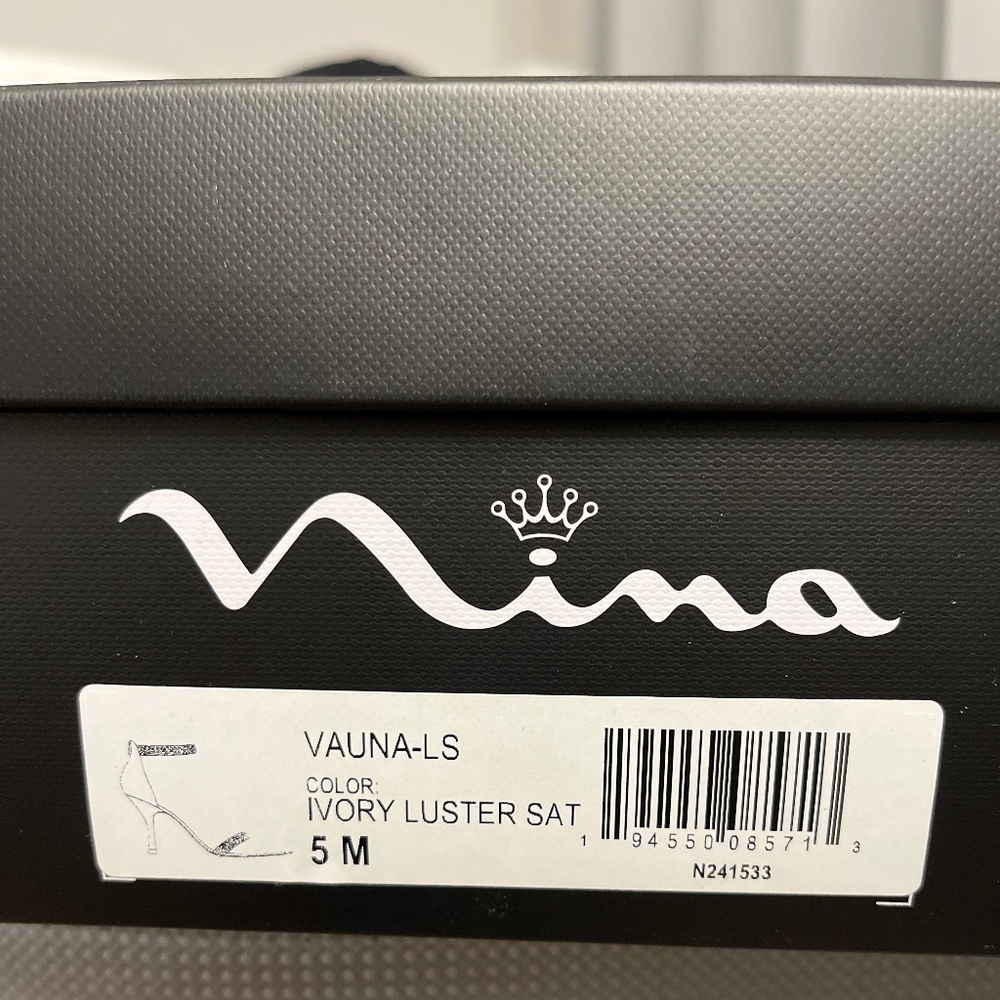 nina
VAUNA-LS
COLOR:
IVORY LUSTER SAT
5 M
1 94550 08571 3
N241533